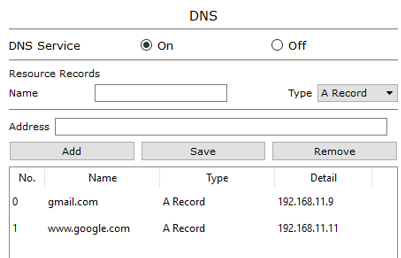 DNS
DNS Service On Off
Resource Records
Name Type A Record
Address
Add Save Remove
No. Name Type Detail
0 gmail.com A Record 192.168.11.9
1 www.google.com A Record 192.168.11.11